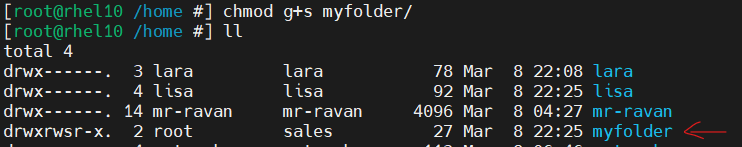 [root@rhel10 /home #] chmod g+s myfolder/
[root@rhel10 /home #] ll
total 4
drwx------. 3 lara lara 78 Mar 8 22:08 lara
drwx------. 4 lisa lisa 92 Mar 8 22:25 lisa
drwx------. 14 mr-ravan mr-ravan 4096 Mar 8 04:27 mr-ravan
drwxrwsr-x. 2 root sales 27 Mar 8 22:25 myfolder